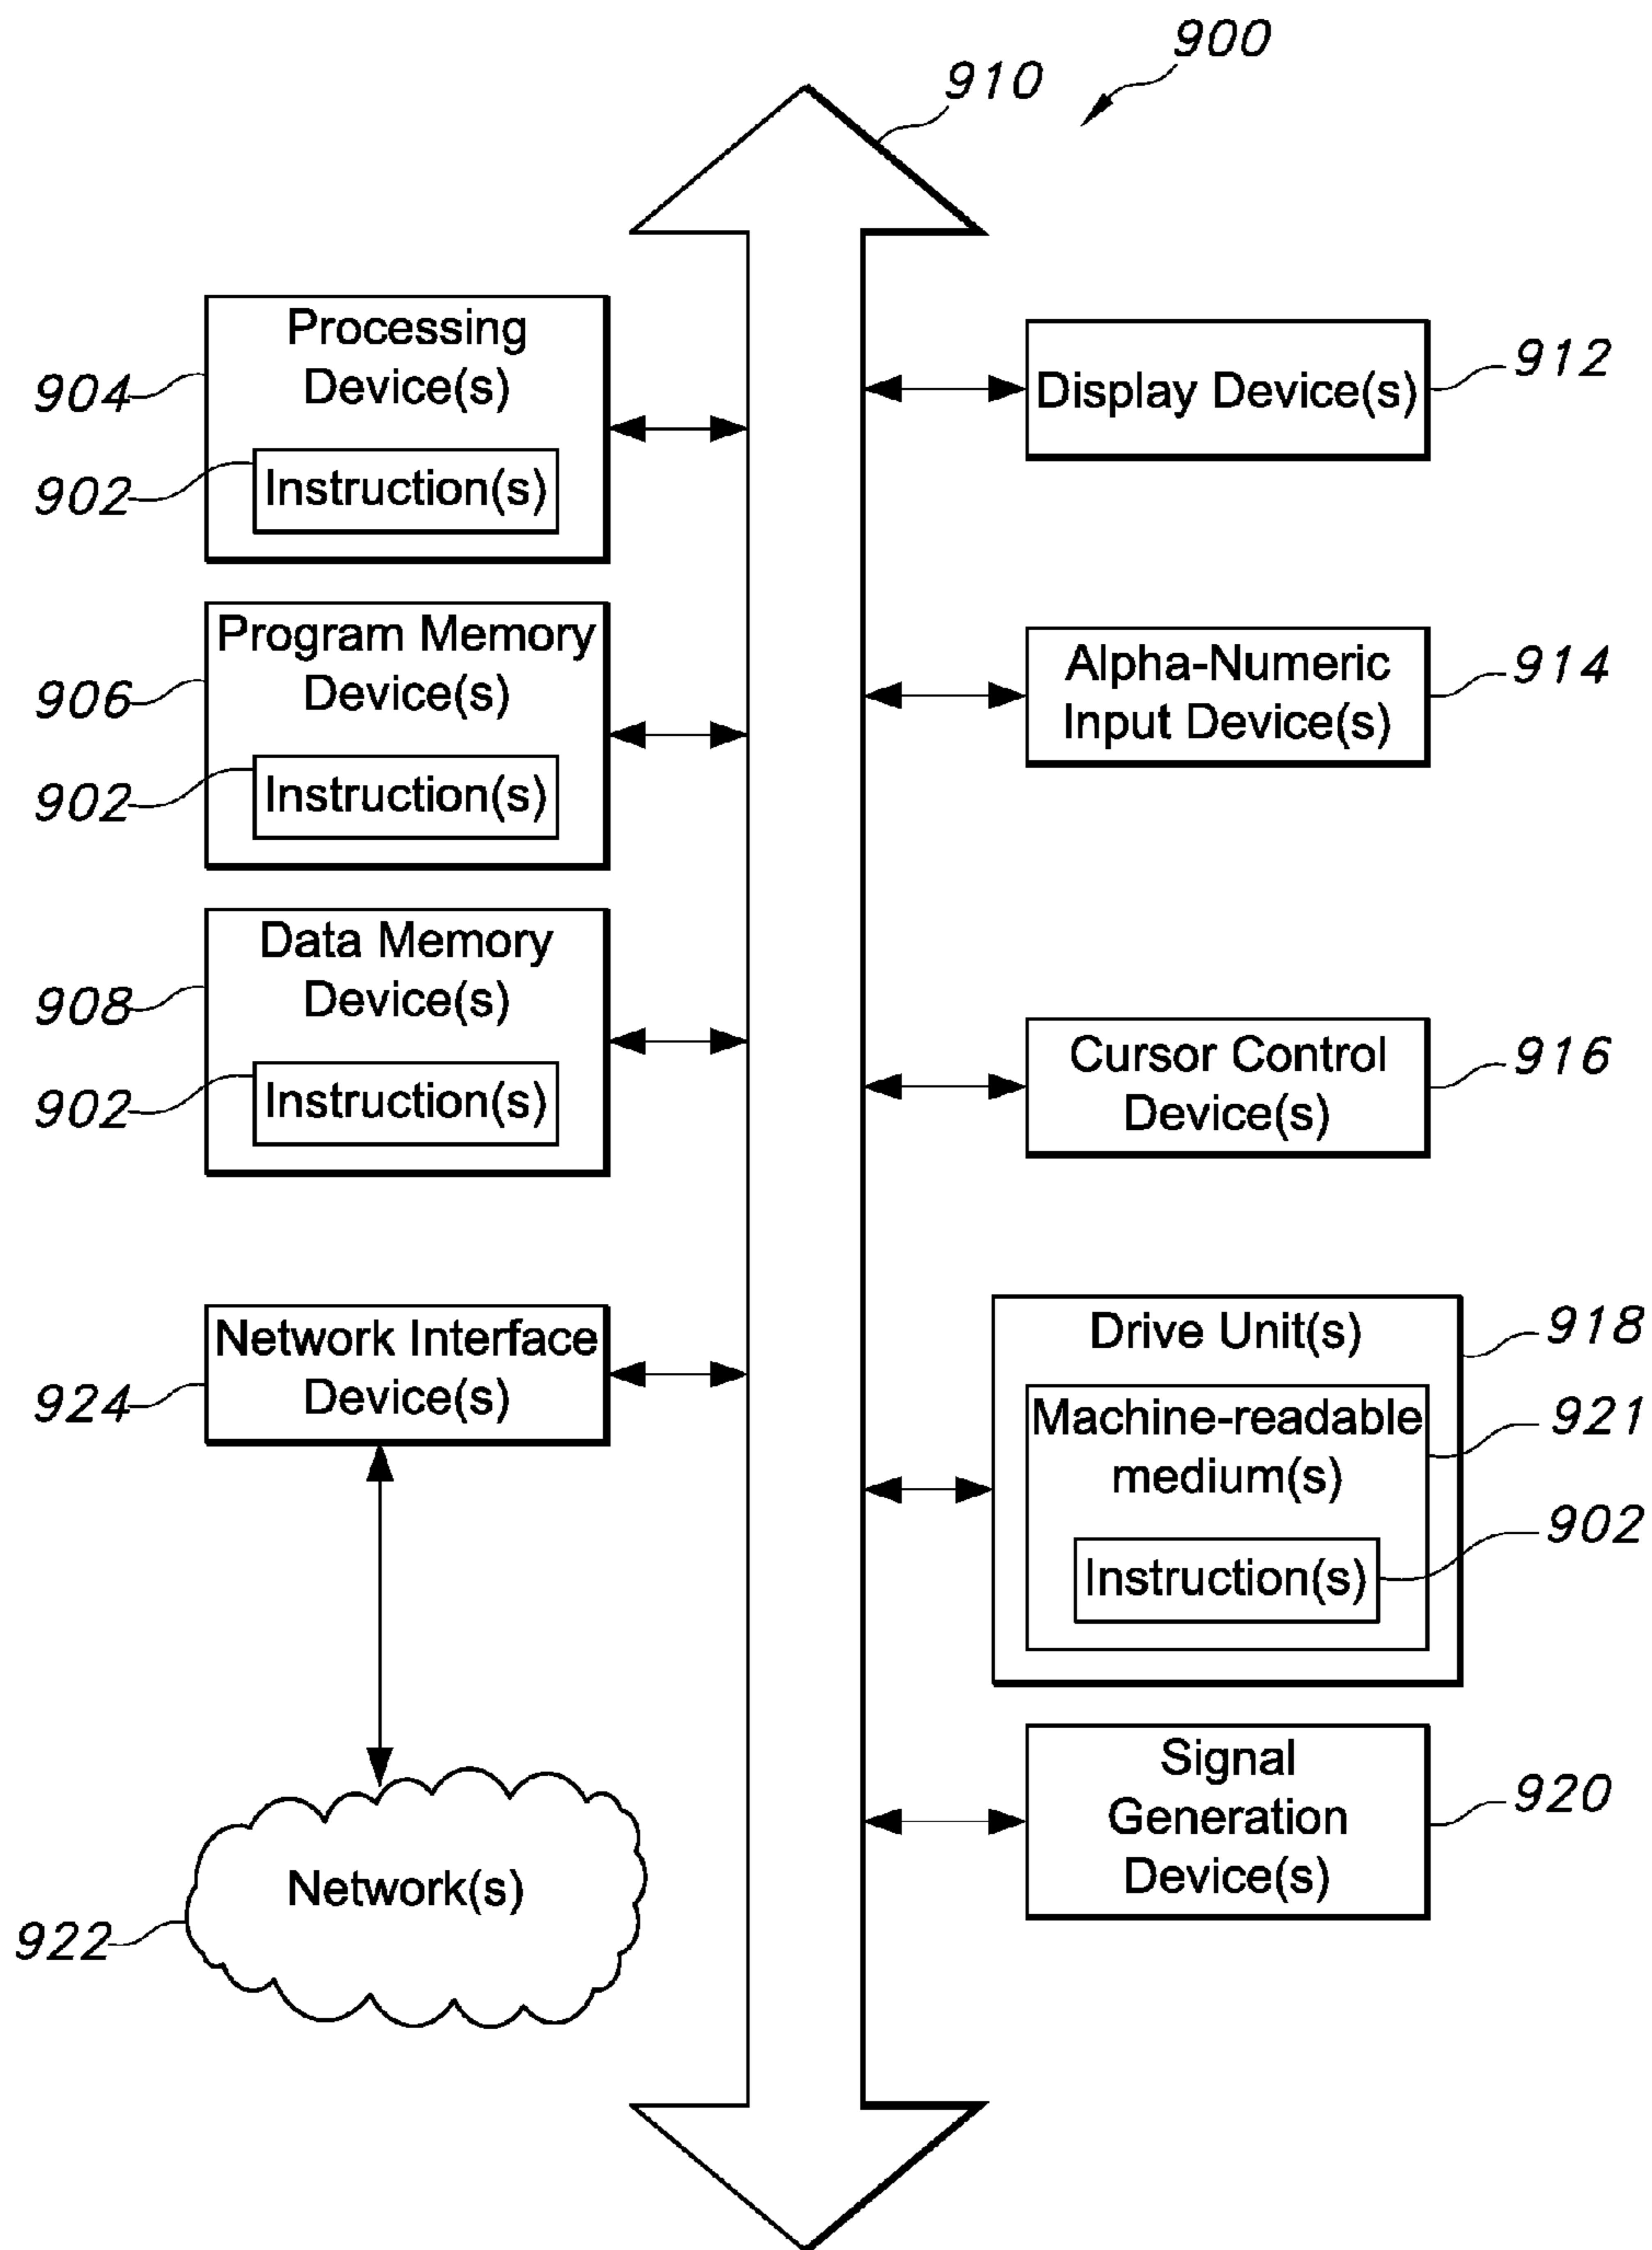 900
910
Processing
Device(s)
904
Instruction(s)
902
Program Memory
Device(s)
906
Instruction(s)
902
Data Memory
Device(s)
908
Instruction(s)
902
Network Interface
Device(s)
924
Network(s)
922
Display Device(s)
912
Alpha-Numeric
Input Device(s)
914
Cursor Control
Device(s)
916
Drive Unit(s)
918
Machine-readable
medium(s)
921
Instruction(s)
902
Signal
Generation
Device(s)
920